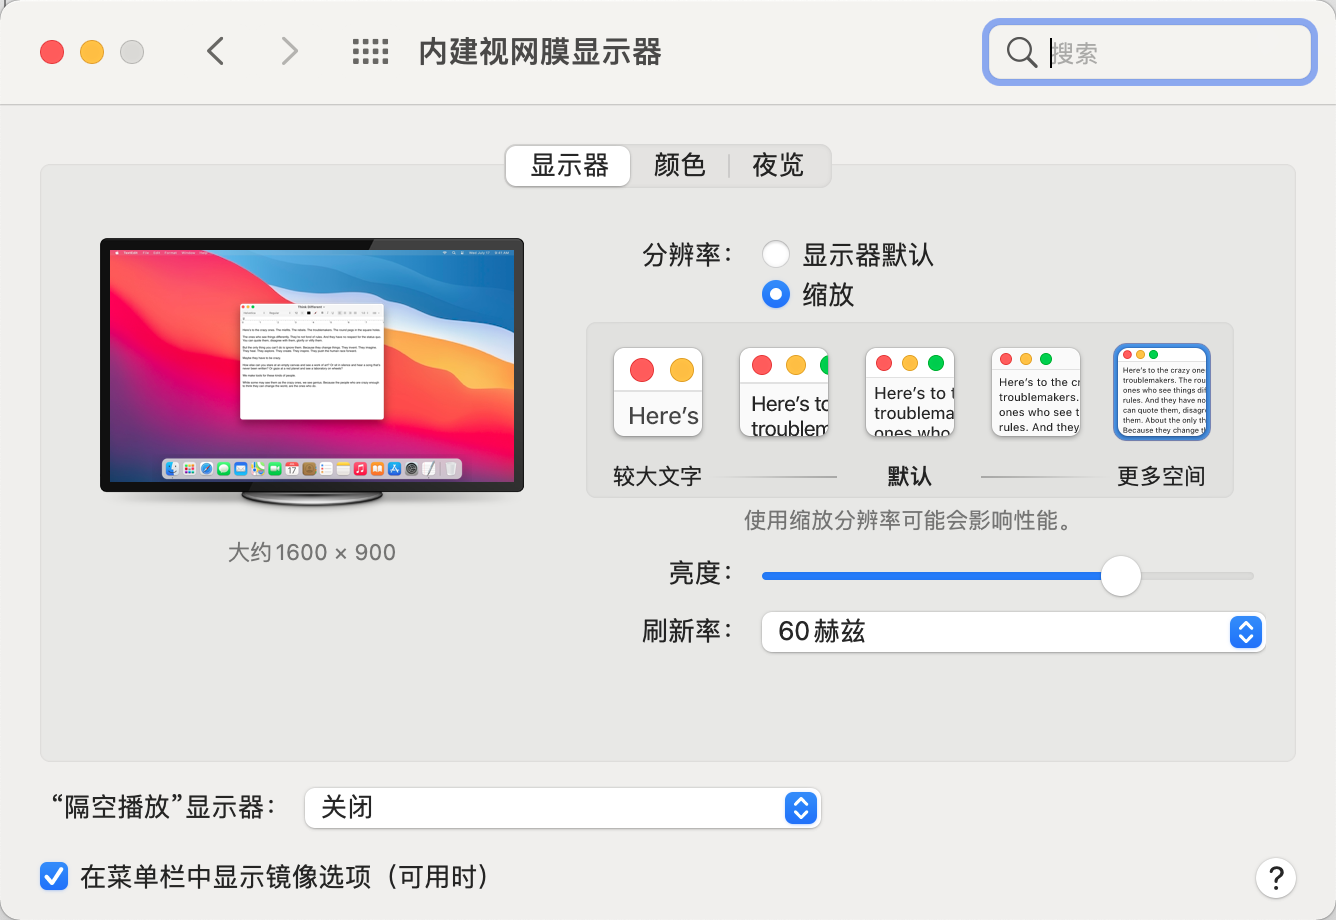 内建视网膜显示器
搜索
显示器
颜色
夜览
分辨率：
显示器默认
缩放
Here's
Here's to
troublem
Here's to t
troublema
ones who
Here's to the cr
troublemakers.
ones who see t
rules. And they
Here's to the crazy one
troublemakers. The rou
ones who see things dif
rules. And they have no
can quote them, disagre
them. About the only th
Because they change t
较大文字
默认
更多空间
使用缩放分辨率可能会影响性能。
大约1600 × 900
亮度：
刷新率：
60赫兹
“隔空播放”显示器：
关闭
在菜单栏中显示镜像选项（可用时）
?